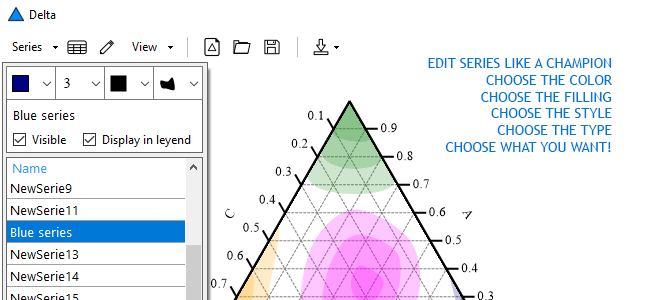 Delta
Series
View
EDIT SERIES LIKE A CHAMPION
CHOOSE THE COLOR
CHOOSE THE FILLING
CHOOSE THE STYLE
CHOOSE THE TYPE
CHOOSE WHAT YOU WANT!
3
Blue series
Visible
Display in leyend
Name
NewSerie9
NewSerie11
Blue series
NewSerie13
NewSerie14
NewSerie15
0.1
0.2
0.3
0.4
0.5
0.6
0.7
C
0.9
0.8
0.7
0.6
0.5
0.4
0.3
A